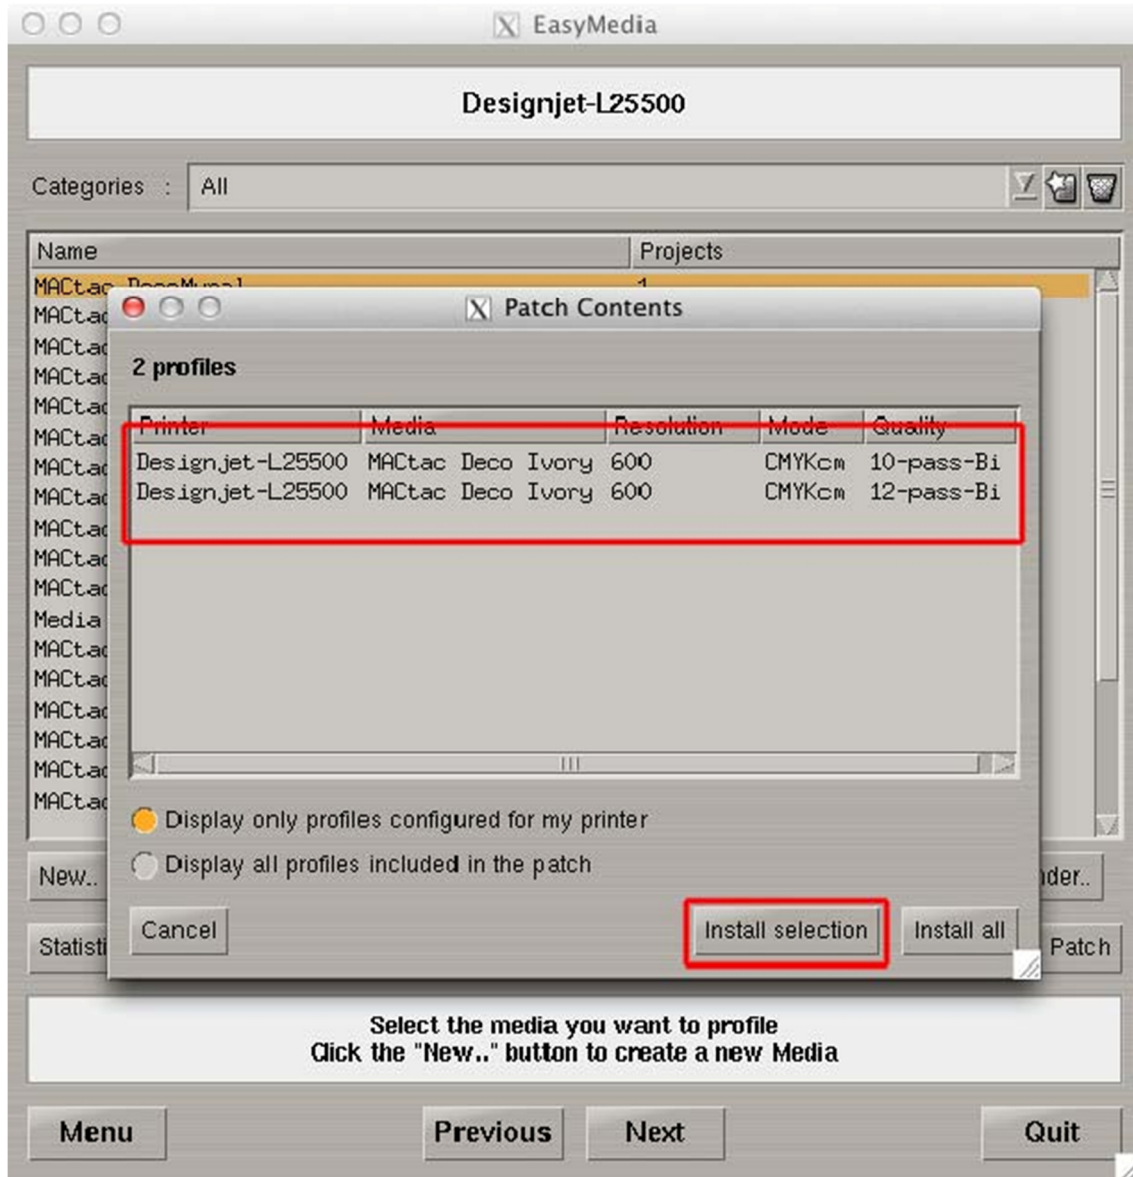 EasyMedia
Designjet-L25500
Categories : All
Name Projects
MACtac 1
MACtac
MACtac
MACtac
MACtac
MACtac
MACtac
MACtac
MACtac
MACtac
MACtac
Media
MACtac
MACtac
MACtac
MACtac
MACtac
MACtac
Patch Contents
2 profiles
Printer Media Resolution Mode Quality
Designjet-L25500 MACtac Deco Ivory 600 CMYKcm 10-pass-Bi
Designjet-L25500 MACtac Deco Ivory 600 CMYKcm 12-pass-Bi
Display only profiles configured for my printer
Display all profiles included in the patch
Cancel Install selection Install all
New..
Patch
Select the media you want to profile
Click the "New.." button to create a new Media
Menu Previous Next Quit